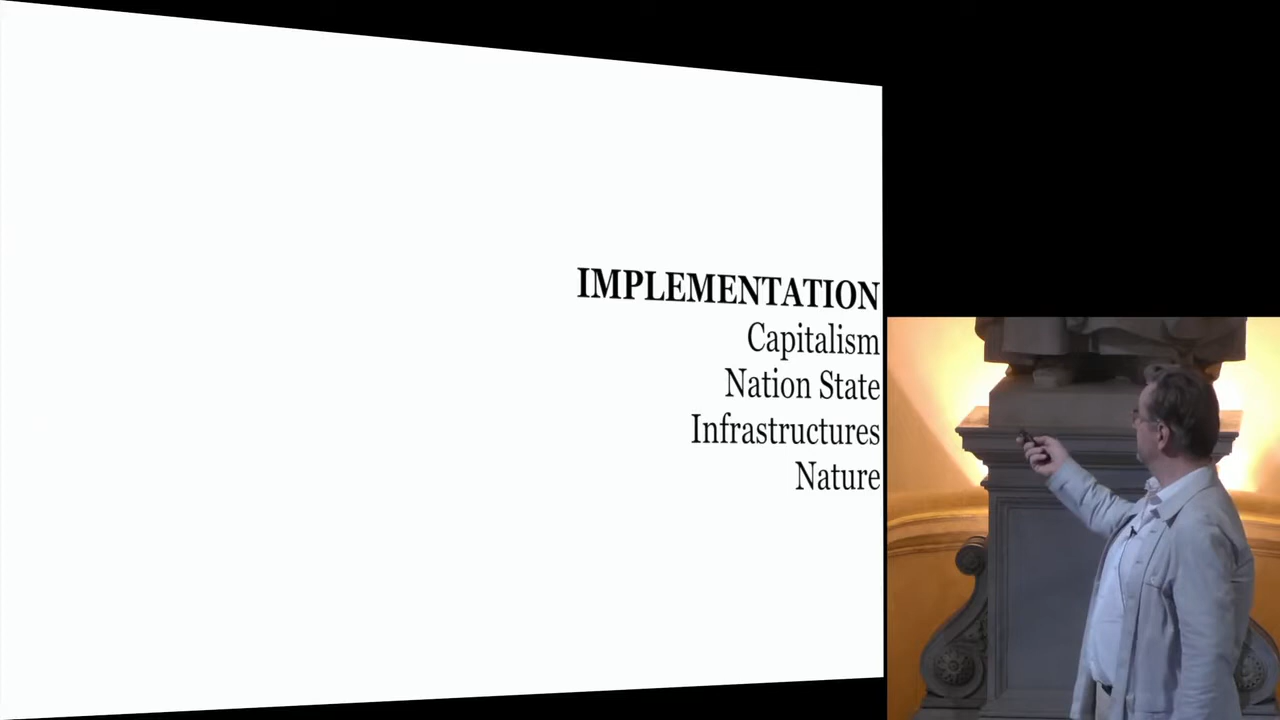 IMPLEMENTATION
Capitalism
Nation State
Infrastructures
Nature